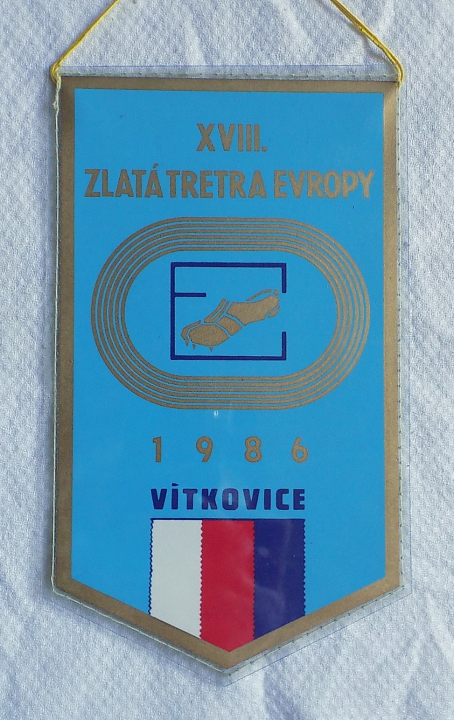 XVIII.
ZLATÁ TRETRA EVROPY
1986
VÍTKOVICE